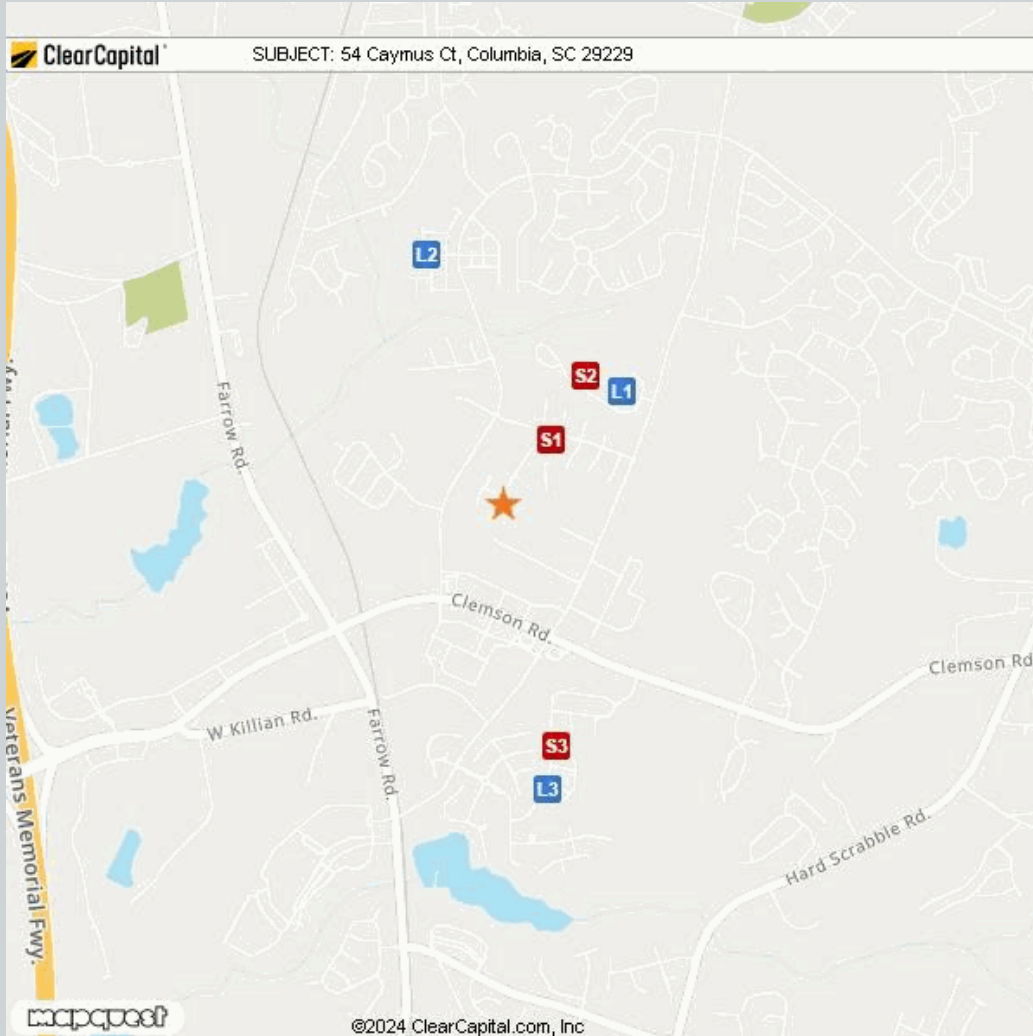 ClearCapital
SUBJECT: 54 Caymus Ct, Columbia, SC 29229
L2
S2
L1
Farrow Rd.
S1
Clemson Rd.
Clemson Rd
W Killian Rd.
Farrow Rd.
Veterans Memorial Fwy.
S3
L3
Hard Scrabble Rd.
mapquest
©2024 ClearCapital.com, Inc